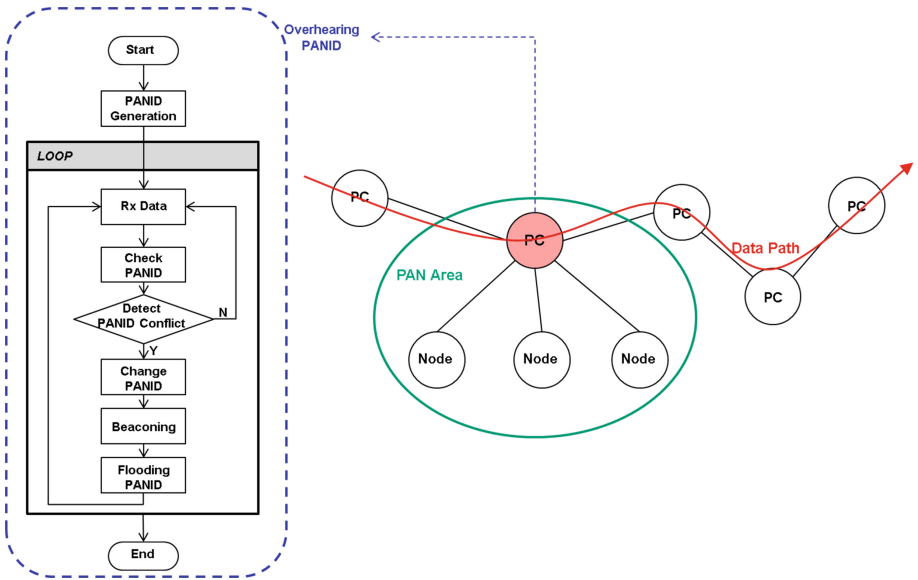 Start
PANID
Generation
LOOP
Rx Data
Check
PANID
Detect
PANID Conflict
N
Y
Change
PANID
Beaconing
Flooding
PANID
End
Overhearing
PANID
PC
PC
PC
PC
PC
PAN Area
Data Path
Node
Node
Node